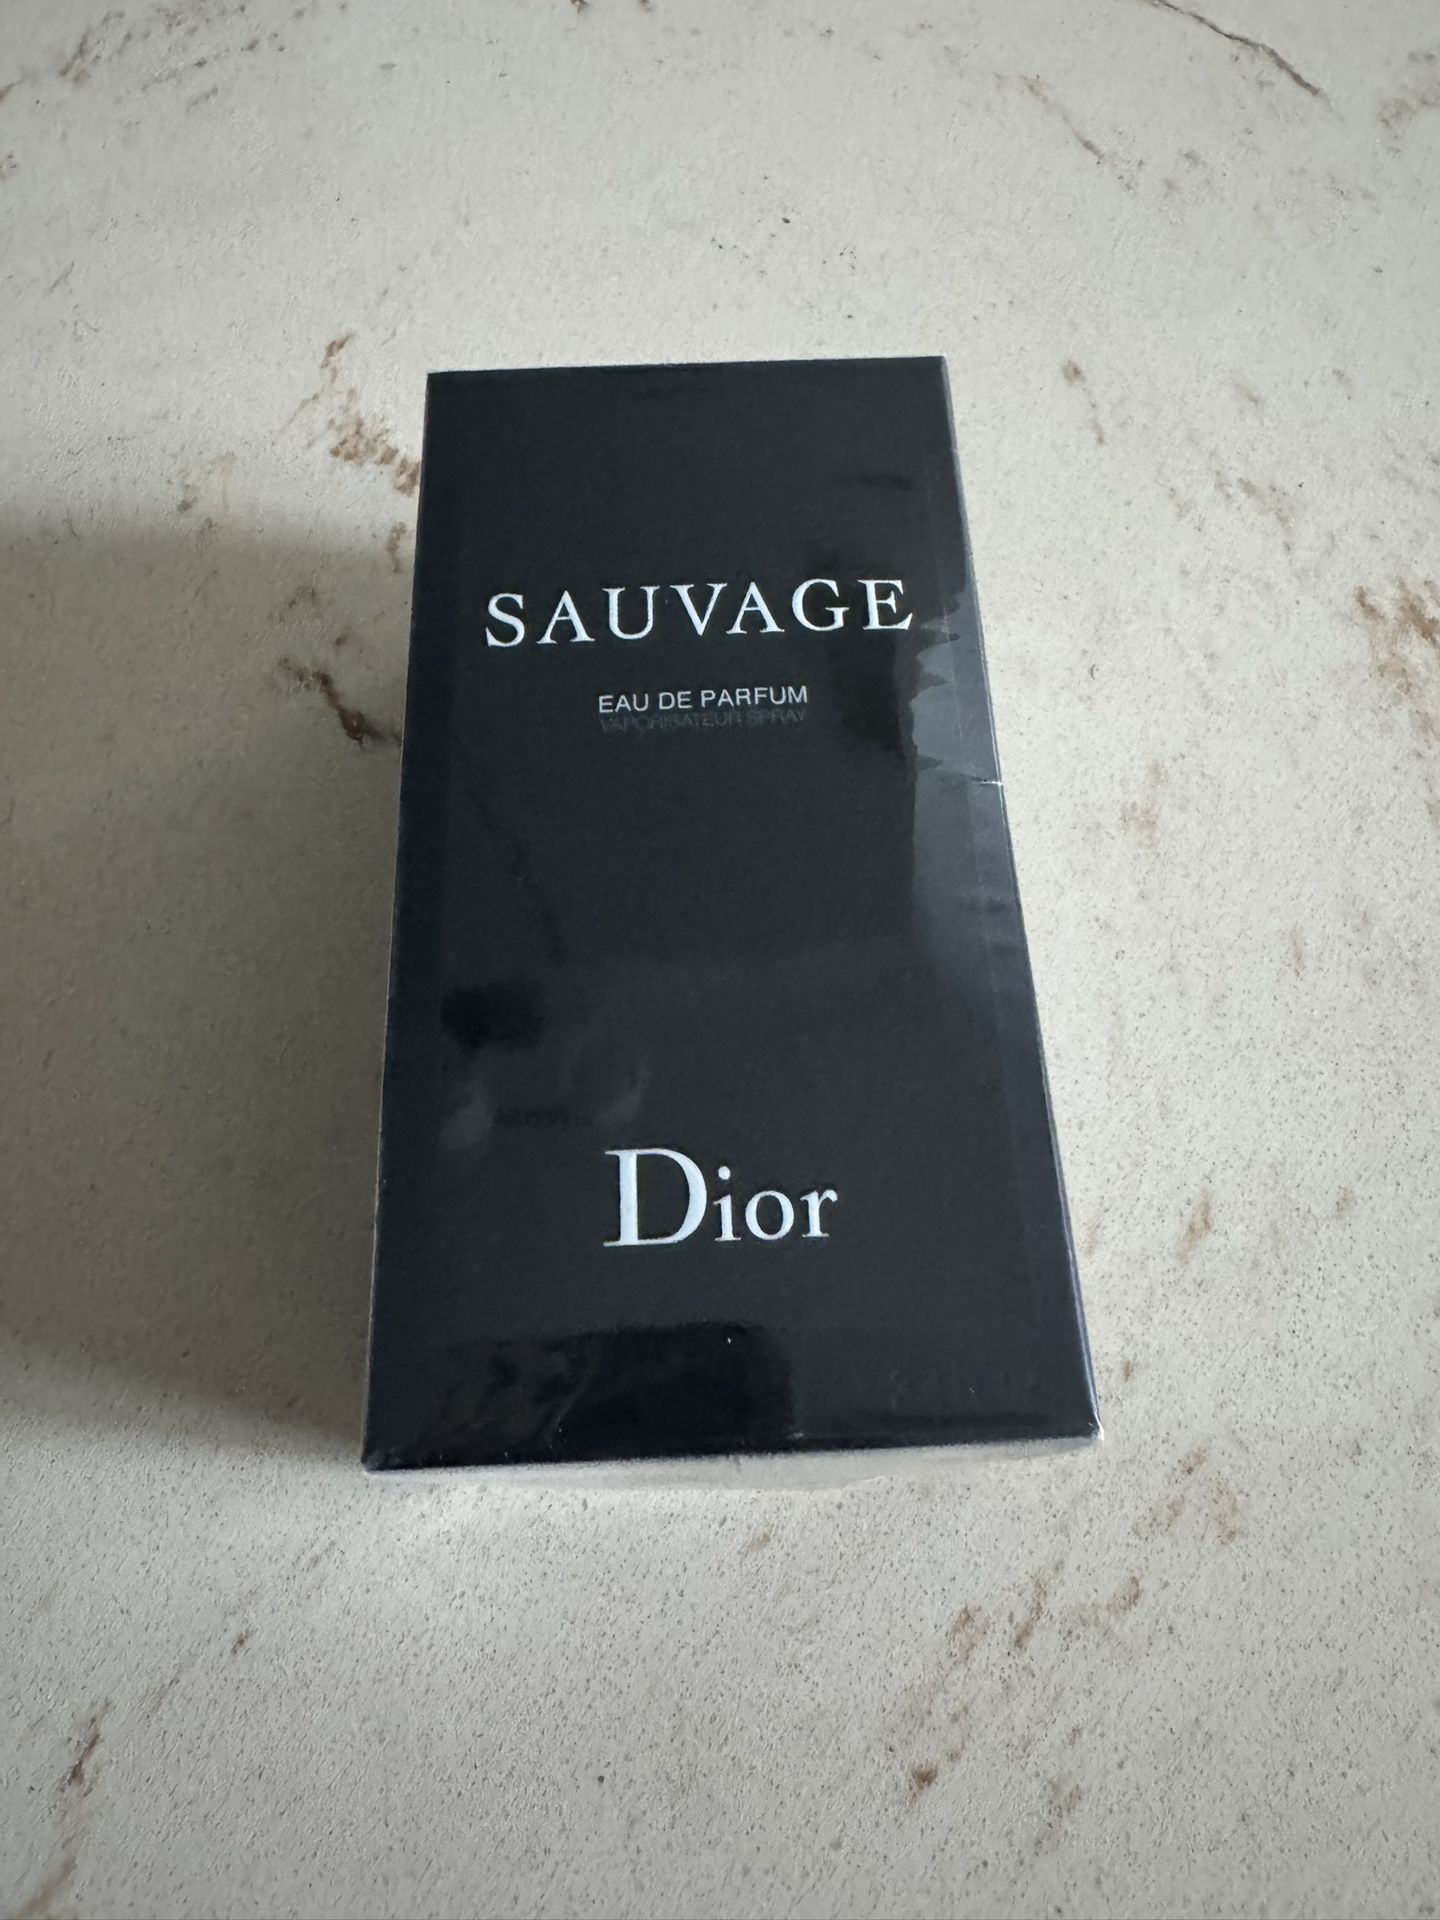 SAUVAGE
EAU DE PARFUM
VAPORISATEUR SPRAY
Dior